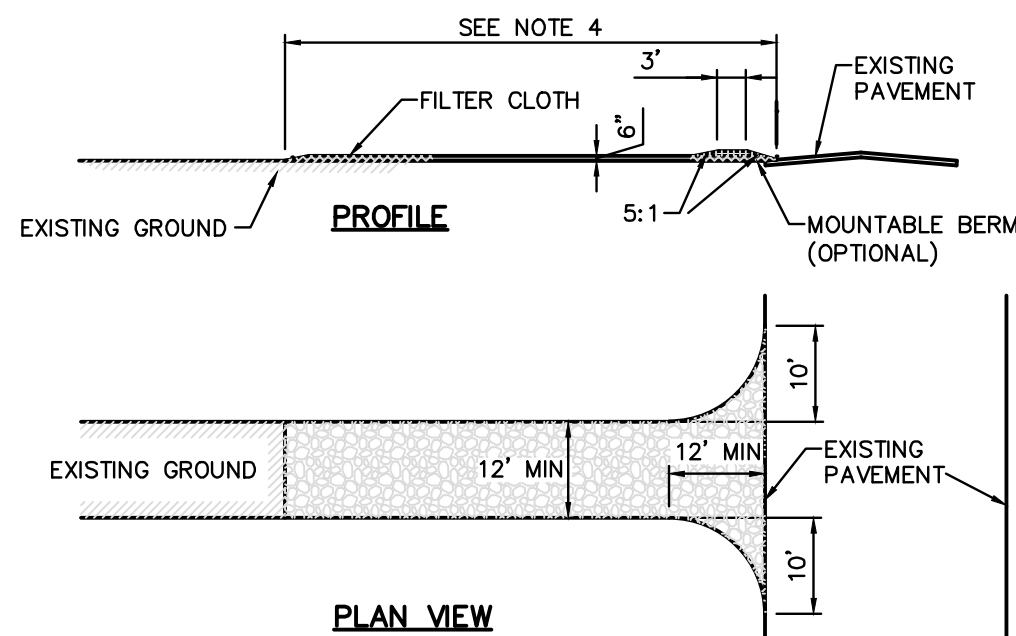 SEE NOTE 4
3'
EXISTING
PAVEMENT
FILTER CLOTH
6"
EXISTING GROUND
PROFILE
5:1
MOUNTABLE BERM
(OPTIONAL)
10'
EXISTING GROUND
12' MIN
12' MIN
EXISTING
PAVEMENT
10'
PLAN VIEW